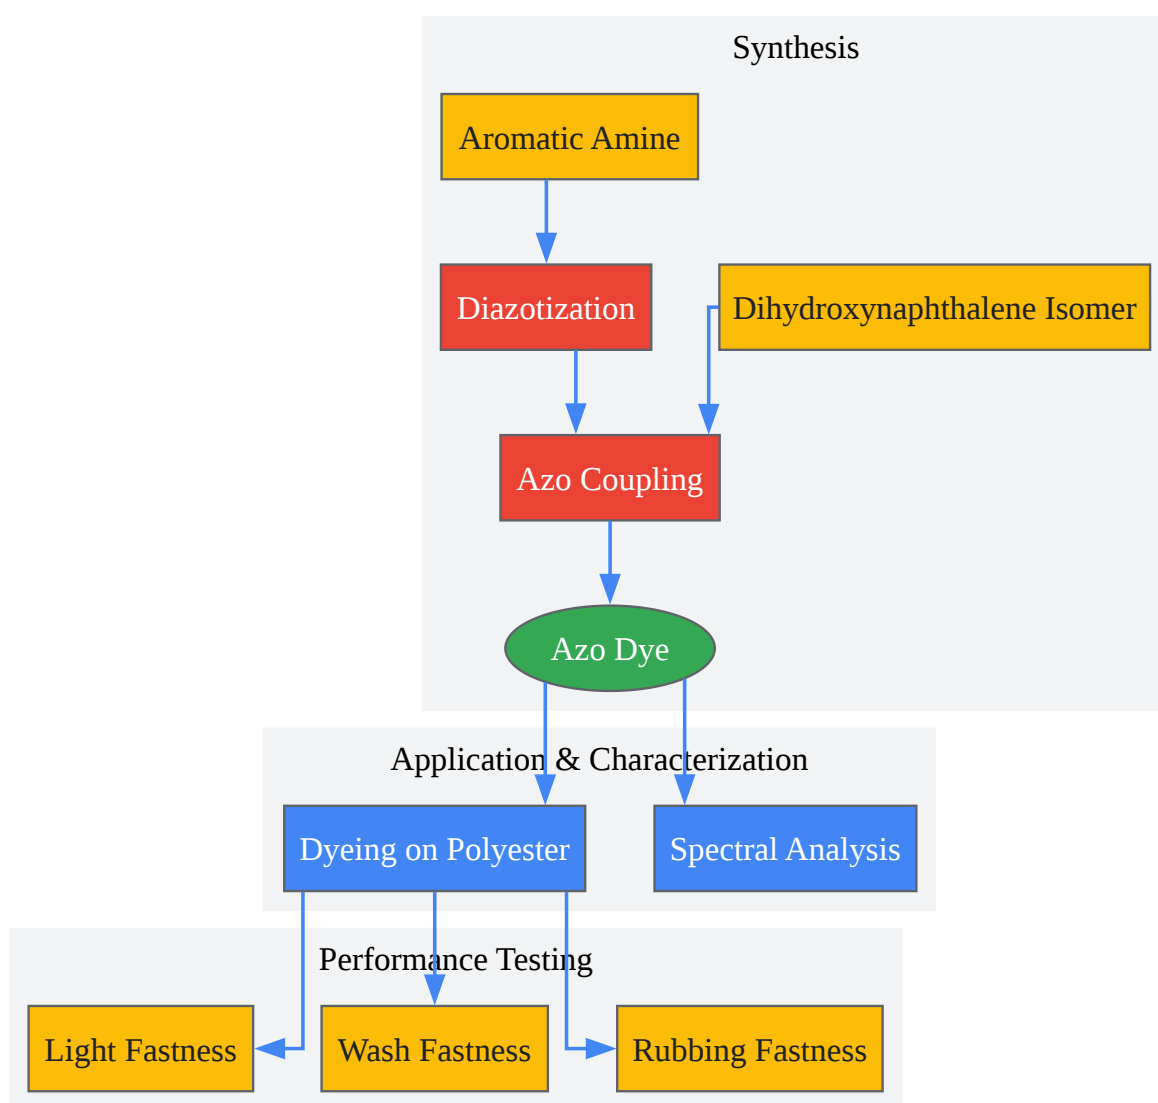 Synthesis
Aromatic Amine
Diazotization
Dihydroxynaphthalene Isomer
Azo Coupling
Azo Dye
Application & Characterization
Dyeing on Polyester
Spectral Analysis
Performance Testing
Light Fastness
Wash Fastness
Rubbing Fastness